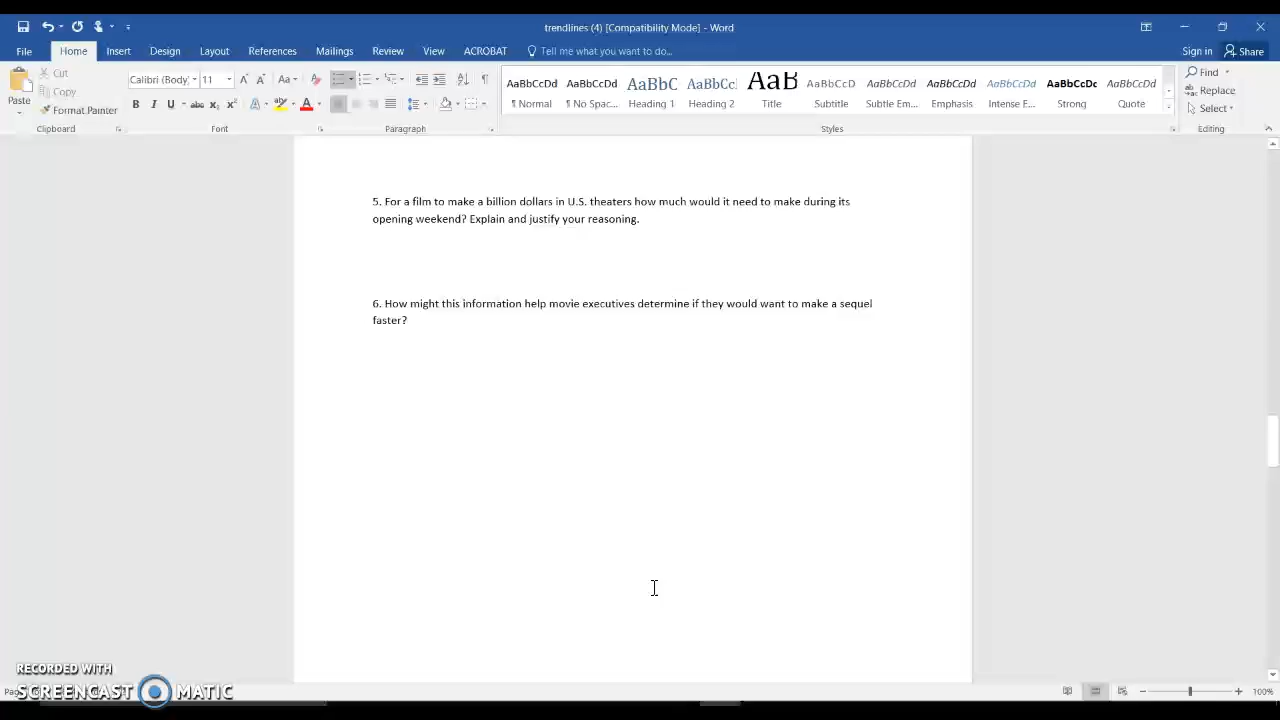 trendlines (4) [Compatibility Mode] - Word
File Home Insert Design Layout References Mailings Review View ACROBAT Tell me what you want to do... Sign in Share
Paste Cut Copy Format Painter
Calibri (Body) 11 Aa
B I U abc x₂ x² A A
AaBbCcDd AaBbCcDd AaBbC AaBbCcI AaB AaBbCcD AaBbCcDd AaBbCcDd AaBbCcDd AaBbCcDc AaBbCcDd
¶ Normal ¶ No Spac... Heading 1 Heading 2 Title Subtitle Subtle Em... Emphasis Intense E... Strong Quote
Find
Replace
Select
Clipboard Font Paragraph Styles Editing
5. For a film to make a billion dollars in U.S. theaters how much would it need to make during its
opening weekend? Explain and justify your reasoning.
6. How might this information help movie executives determine if they would want to make a sequel
faster?
RECORDED WITH
SCREENCAST MATIC
100%